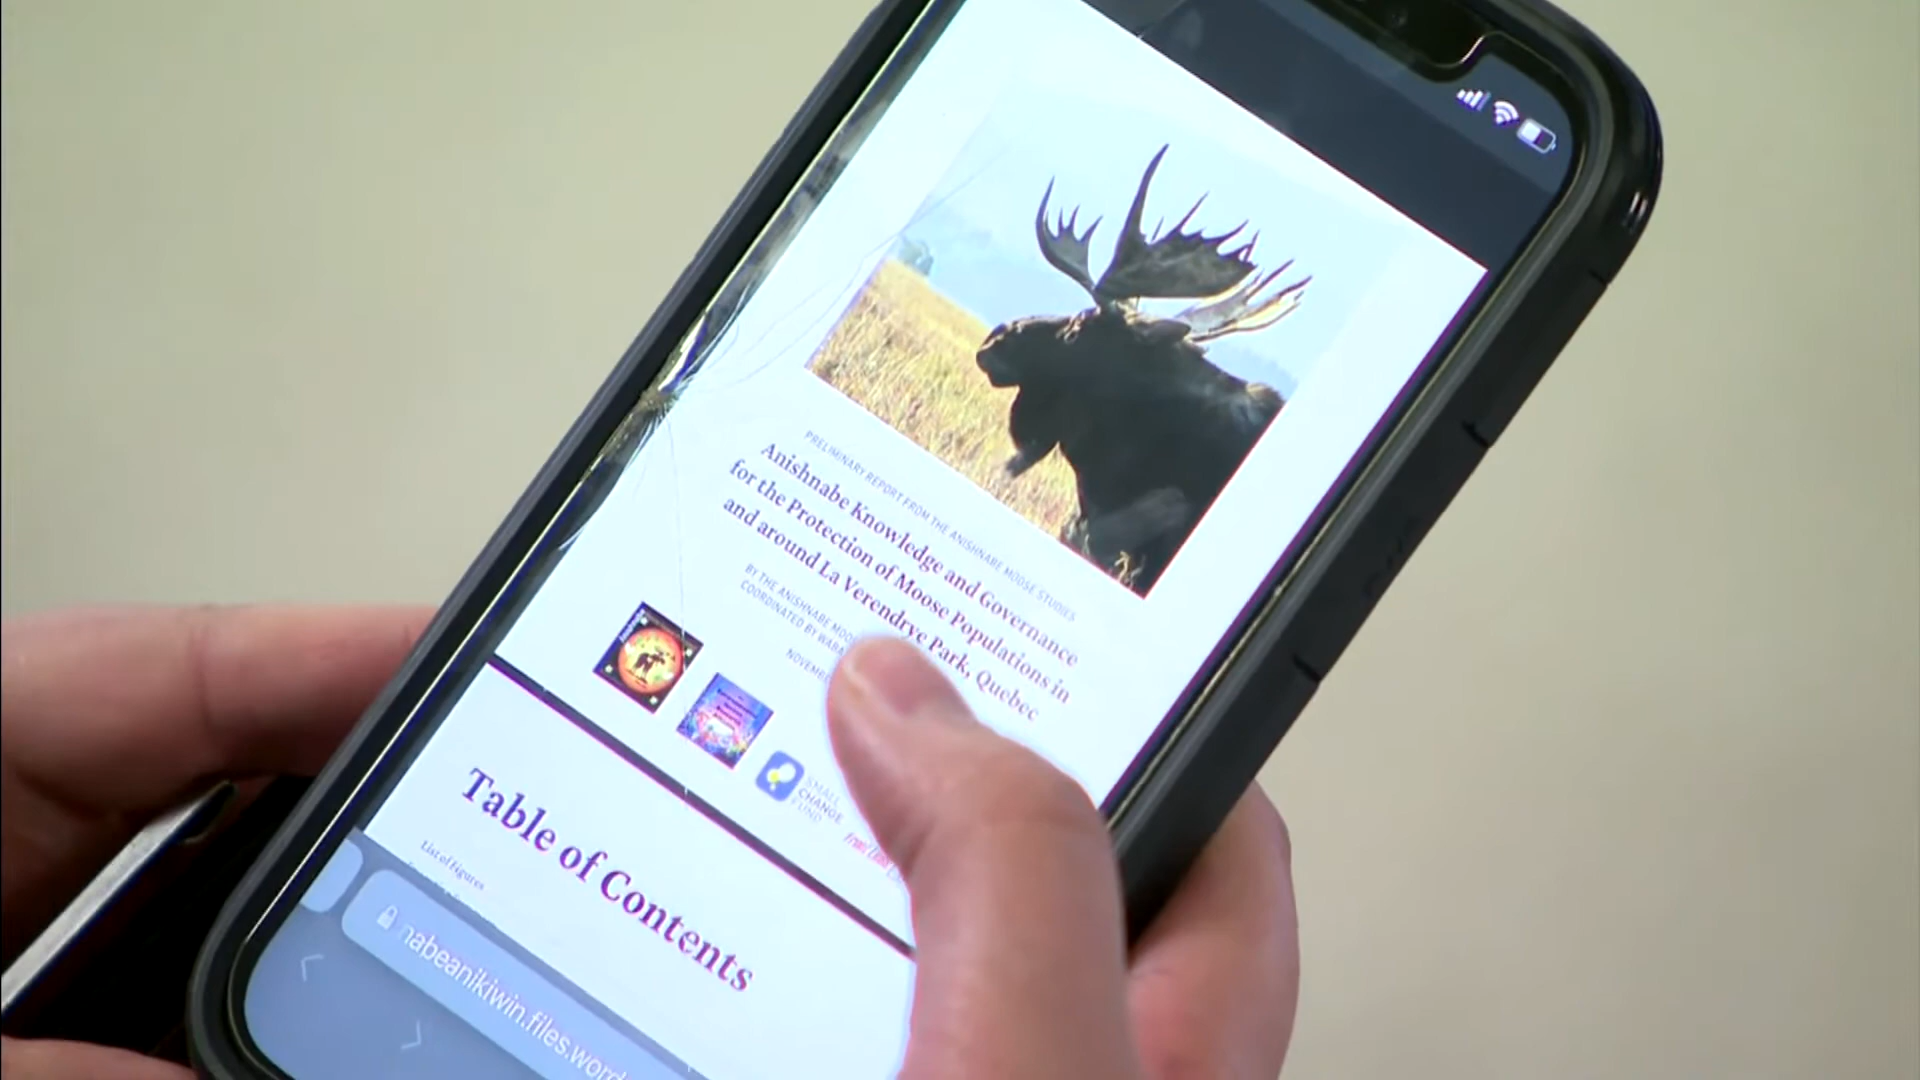 PRELIMINARY REPORT FROM THE ANISHNABE MOOSE STUDIES
Anishnabe Knowledge and Governance
for the Protection of Moose Populations in
and around La Verendrye Park, Quebec
BY THE ANISHNABE
COORDINATED BY
SMALL
CHANGE
FUND
Table of Contents
List of Figures
nabeanikiwin.files.word